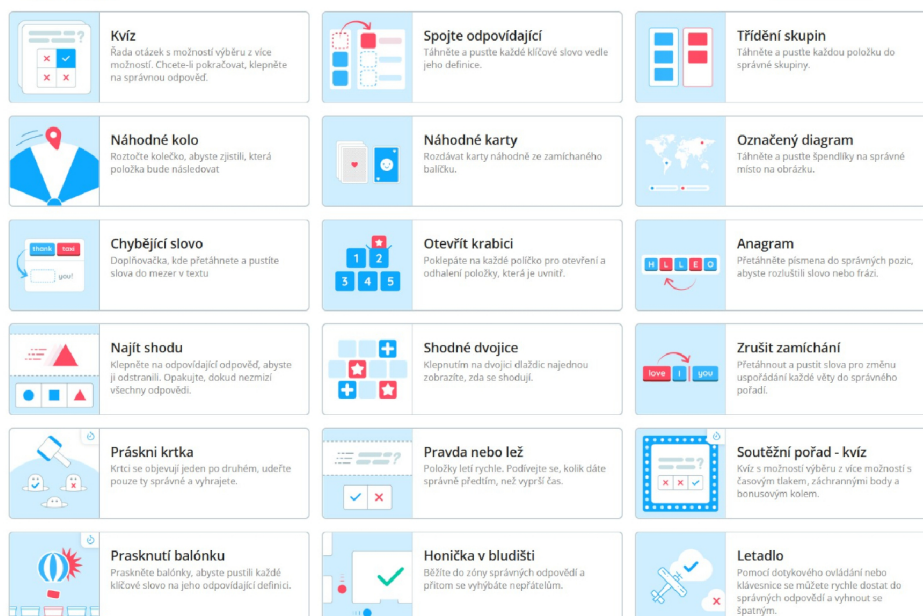 Kvíz
Řada otázek s možností výběru z více
možností. Chcete-li pokračovat, klepněte
na správnou odpověď.
Spojte odpovídající
Táhněte a pusťte každé klíčové slovo vedle
jeho definice.
Třídění skupin
Táhněte a pusťte každou položku do
správné skupiny.
Náhodné kolo
Roztočte kolečko, abyste zjistili, která
položka bude následovat
Náhodné karty
Rozdávat karty náhodně ze zamíchaného
balíčku.
Označený diagram
Táhněte a pusťte špendlíky na správné
místo na obrázku.
thank taxi
you!
Chybějící slovo
Doplňovačka, kde přetáhnete a pustíte
slova do mezer v textu
1 2
3 4 5
Otevřít krabici
Poklepáte na každé políčko pro otevření a
odhalení položky, která je uvnitř.
H L L E O
Anagram
Přetáhněte písmena do správných pozic,
abyste rozluštili slovo nebo frázi.
Najít shodu
Klepněte na odpovídající odpověď, abyste
ji odstranili. Opakujte, dokud nezmizí
všechny odpovědi.
Shodné dvojice
Klepnutím na dvojici dlaždic najednou
zobrazíte, zda se shodují.
love I you
Zrušit zamíchání
Přetáhnout a pustit slova pro změnu
uspořádání každé věty do správného
pořadí.
Práskni krtka
Krtci se objevují jeden po druhém, udeřte
pouze ty správné a vyhrajete.
Pravda nebo lež
Položky letí rychle. Podívejte se, kolik dáte
správně předtím, než vyprší čas.
Soutěžní pořad - kvíz
Kvíz s možností výběru z více možností s
časovým tlakem, záchrannými body a
bonusovým kolem.
Prasknutí balónku
Praskněte balónky, abyste pustili každé
klíčové slovo na jeho odpovídající definici.
Honička v bludišti
Běžíte do zóny správných odpovědí a
přitom se vyhýbáte nepřátelům.
Letadlo
Pomocí dotykového ovládání nebo
klávesnice se můžete rychle dostat do
správných odpovědí a vyhnout se
špatným.